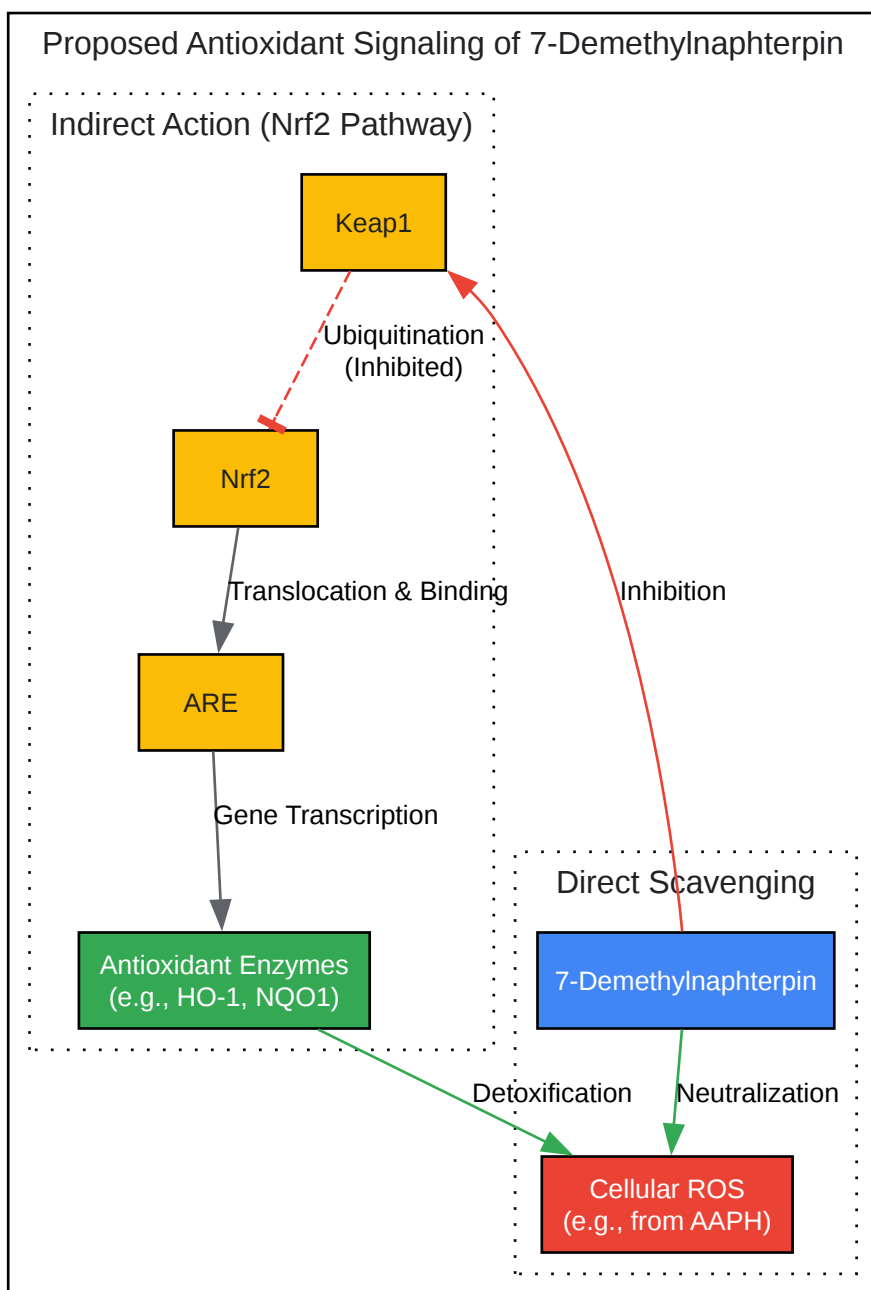 Proposed Antioxidant Signaling of 7-Demethylnaphterpin
Indirect Action (Nrf2 Pathway)
Keap1
Ubiquitination
(Inhibited)
Nrf2
Translocation & Binding
Inhibition
ARE
Gene Transcription
Direct Scavenging
Antioxidant Enzymes
(e.g., HO-1, NQO1)
7-Demethylnaphterpin
Detoxification
Neutralization
Cellular ROS
(e.g., from AAPH)